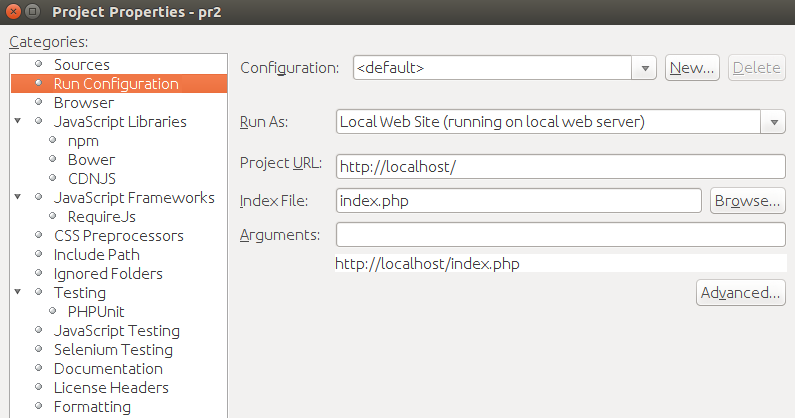 Project Properties - pr2
Categories:
Sources
Run Configuration
Browser
JavaScript Libraries
npm
Bower
CDNJS
JavaScript Frameworks
RequireJs
CSS Preprocessors
Include Path
Ignored Folders
Testing
PHPUnit
JavaScript Testing
Selenium Testing
Documentation
License Headers
Formatting
Configuration: <default> New... Delete
Run As: Local Web Site (running on local web server)
Project URL: http://localhost/
Index File: index.php Browse...
Arguments:
http://localhost/index.php
Advanced...